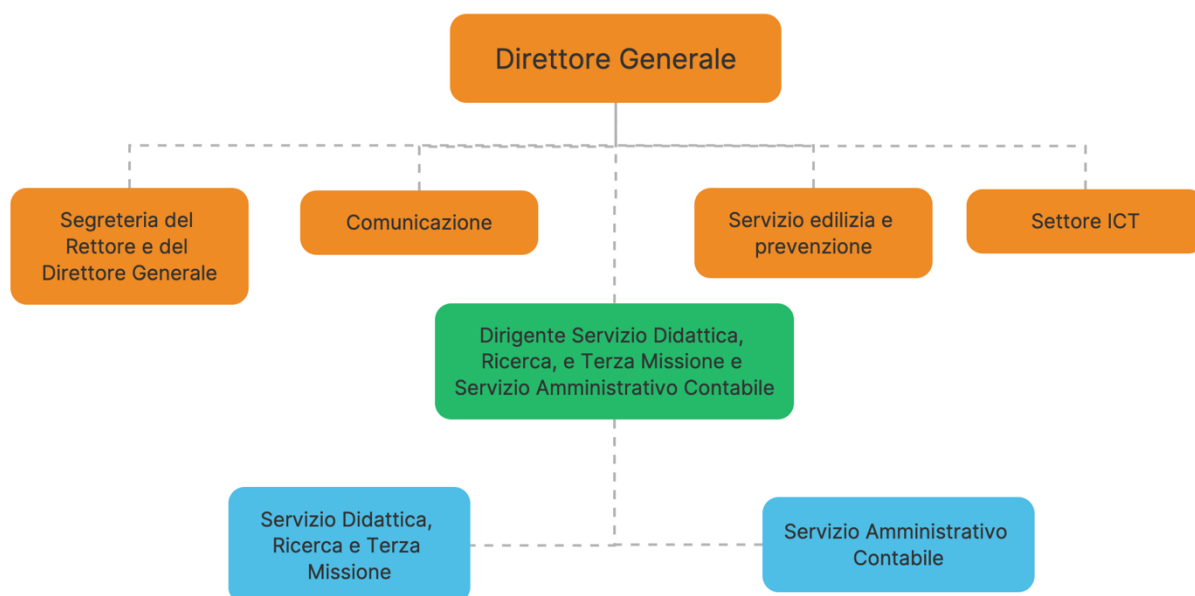 Direttore Generale
Segreteria del
Rettore e del
Direttore Generale
Comunicazione
Servizio edilizia e
prevenzione
Settore ICT
Dirigente Servizio Didattica,
Ricerca, e Terza Missione e
Servizio Amministrativo Contabile
Servizio Didattica,
Ricerca e Terza
Missione
Servizio Amministrativo
Contabile